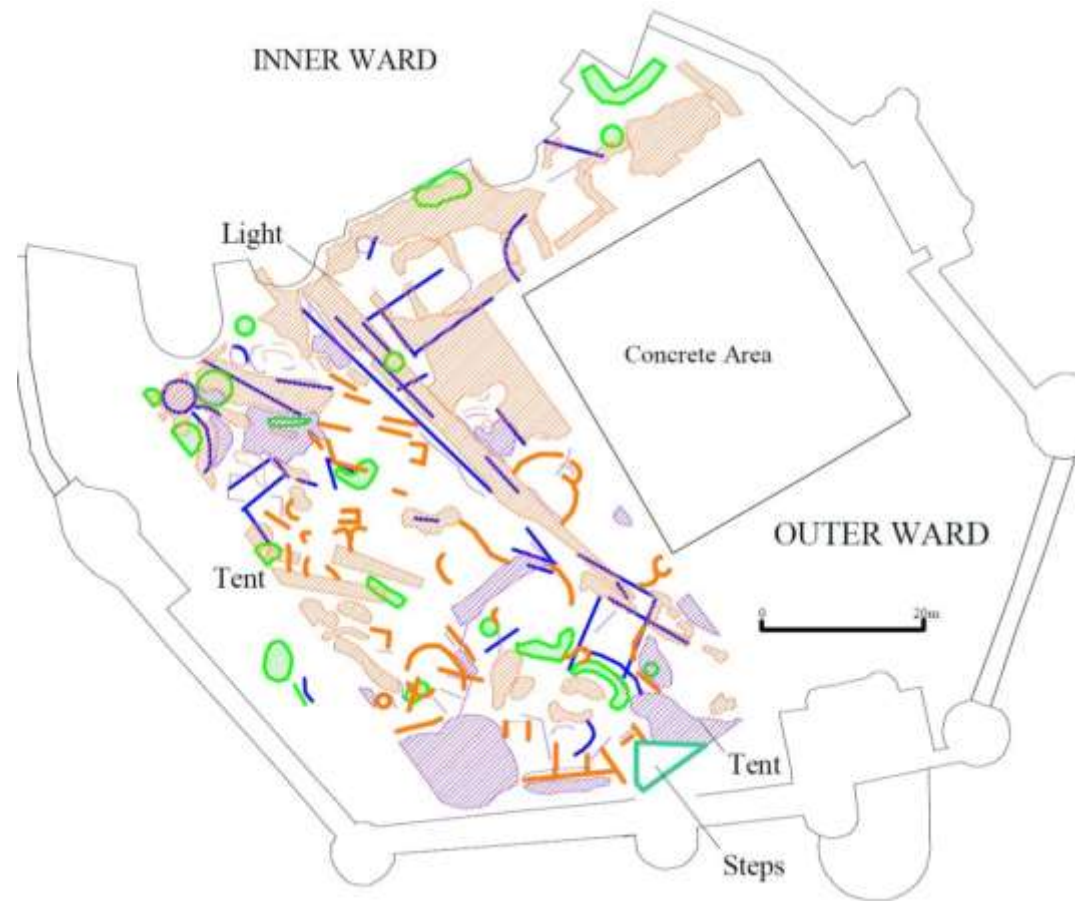 INNER WARD
Light
Concrete Area
OUTER WARD
Tent
0 20m
Tent
Steps